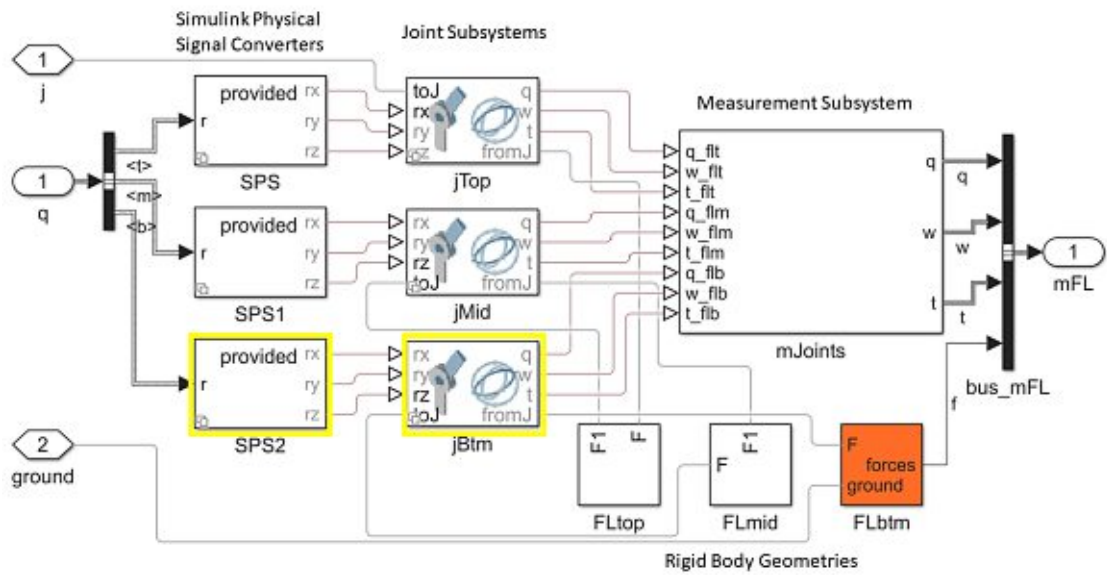 Simulink Physical
Signal Converters
Joint Subsystems
Measurement Subsystem
1
j
1
q
<t>
<m>
<b>
r
provided
rx
ry
rz
SPS
toJ
rx
ry
rz
q
w
t
fromJ
jTop
r
provided
rx
ry
rz
SPS1
rx
ry
rz
toJ
q
w
t
fromJ
jMid
r
provided
rx
ry
rz
SPS2
rx
ry
rz
toJ
q
w
t
fromJ
jBtm
q_flt
w_flt
t_flt
q_flm
w_flm
t_flm
q_flb
w_flb
t_flb
q
w
t
mJoints
q
w
t
f
bus_mFL
1
mFL
2
ground
F1
F
FLtop
F
F1
FLmid
F
forces
ground
FLbtm
Rigid Body Geometries